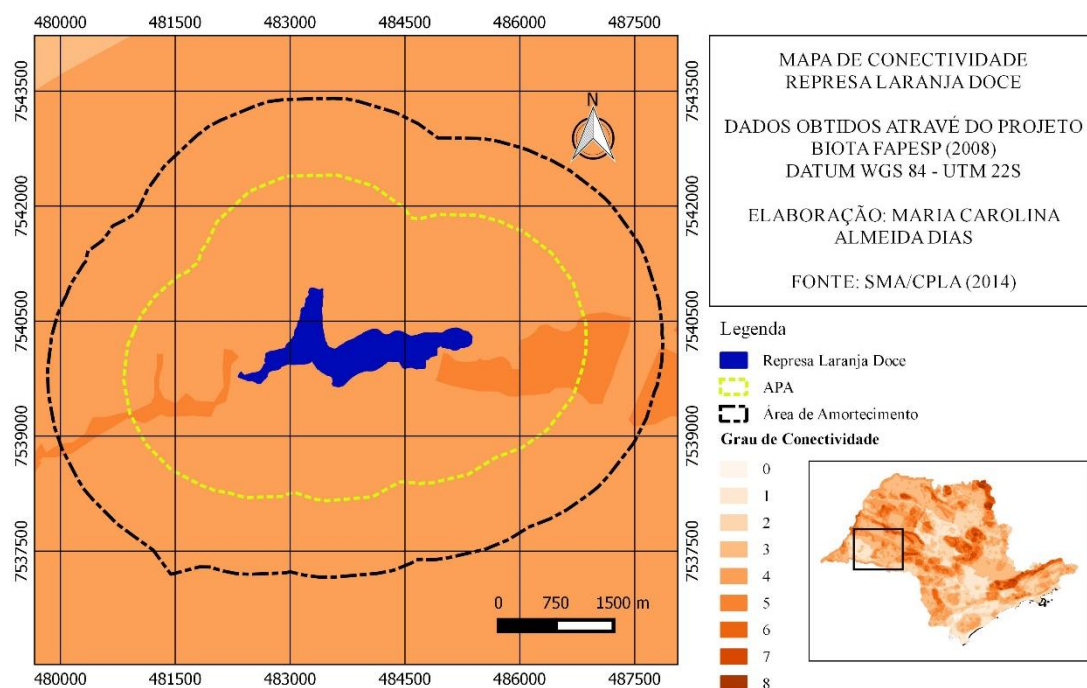 480000 481500 483000 484500 486000 487500
7543500
7542000
7540500
7539000
7537500
N
0 750 1500 m
7543500
7542000
7540500
7539000
7537500
480000 481500 483000 484500 486000 487500
MAPA DE CONECTIVIDADE
REPRESA LARANJA DOCE
DADOS OBTIDOS ATRAVÉ DO PROJETO
BIOTA FAPESP (2008)
DATUM WGS 84 - UTM 22S
ELABORAÇÃO: MARIA CAROLINA
ALMEIDA DIAS
FONTE: SMA/CPLA (2014)
Legenda
Represa Laranja Doce
APA
Área de Amortecimento
Grau de Conectividade
0
1
2
3
4
5
6
7
8